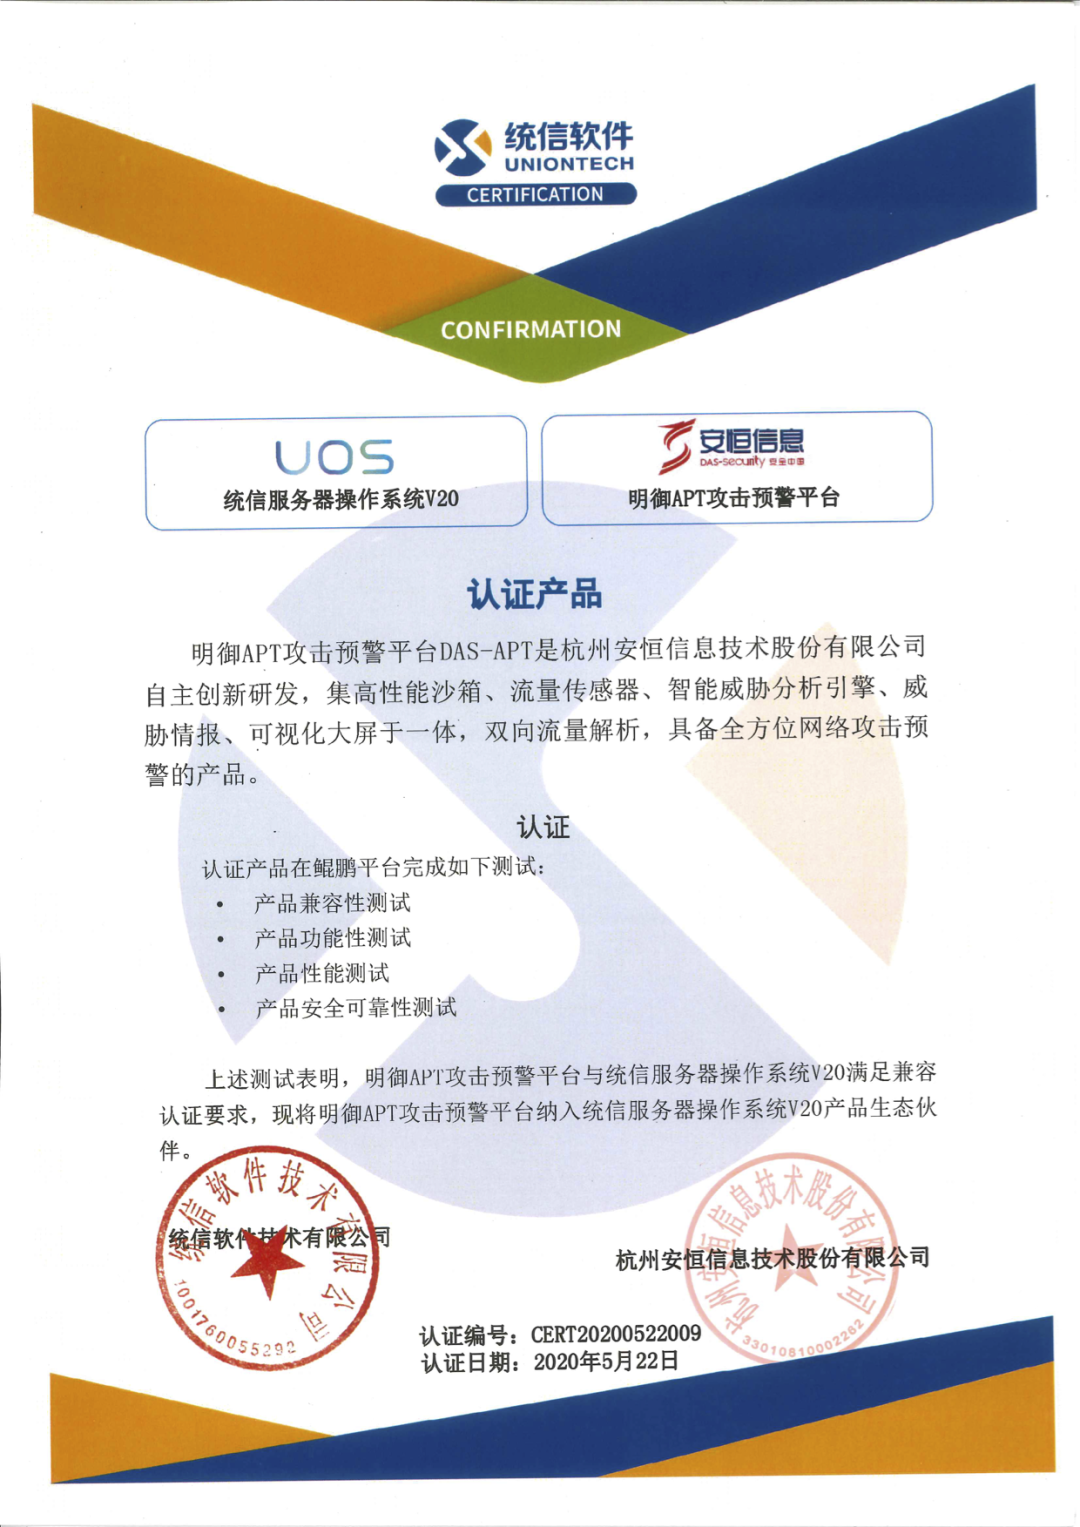 统信软件
UNIONTECH
CERTIFICATION
CONFIRMATION
UOS
统信服务器操作系统V20
安恒信息
DAS-security 安全中国
明御APT攻击预警平台
认证产品
明御APT攻击预警平台DAS-APT是杭州安恒信息技术股份有限公司
自主创新研发，集高性能沙箱、流量传感器、智能威胁分析引擎、威
胁情报、可视化大屏于一体，双向流量解析，具备全方位网络攻击预
警的产品。
认证
认证产品在鲲鹏平台完成如下测试：
• 产品兼容性测试
• 产品功能性测试
• 产品性能测试
• 产品安全可靠性测试
上述测试表明，明御APT攻击预警平台与统信服务器操作系统V20满足兼容
认证要求，现将明御APT攻击预警平台纳入统信服务器操作系统V20产品生态伙
伴。
统信软件技术有限公司
统信软件技术有限公司
1001760055292
杭州安恒信息技术股份有限公司
杭州安恒信息技术股份有限公司
33010810002262
认证编号：CERT20200522009
认证日期：2020年5月22日